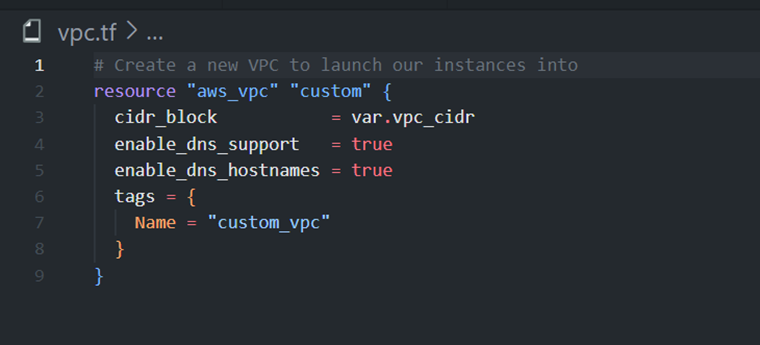 vpc.tf > ...
1 # Create a new VPC to launch our instances into
2 resource "aws_vpc" "custom" {
3   cidr_block           = var.vpc_cidr
4   enable_dns_support   = true
5   enable_dns_hostnames = true
6   tags = {
7     Name = "custom_vpc"
8   }
9 }